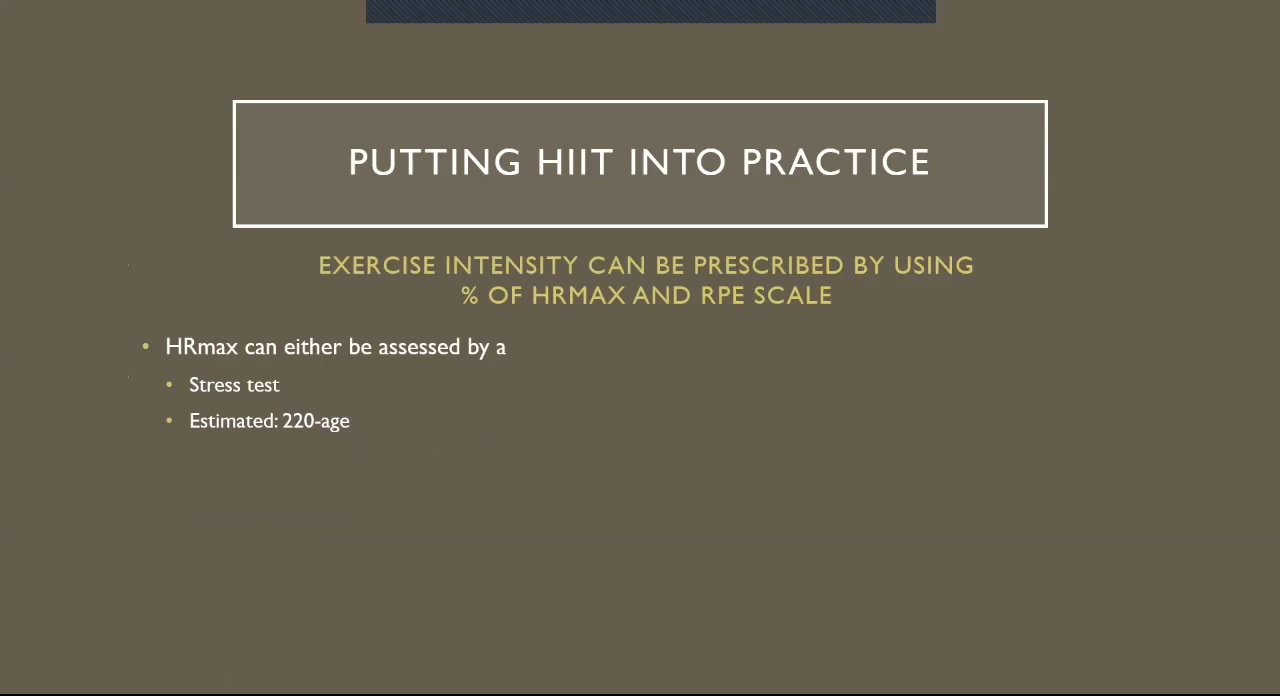 PUTTING HIIT INTO PRACTICE
EXERCISE INTENSITY CAN BE PRESCRIBED BY USING
% OF HRMAX AND RPE SCALE
• HRmax can either be assessed by a
• Stress test
• Estimated: 220-age